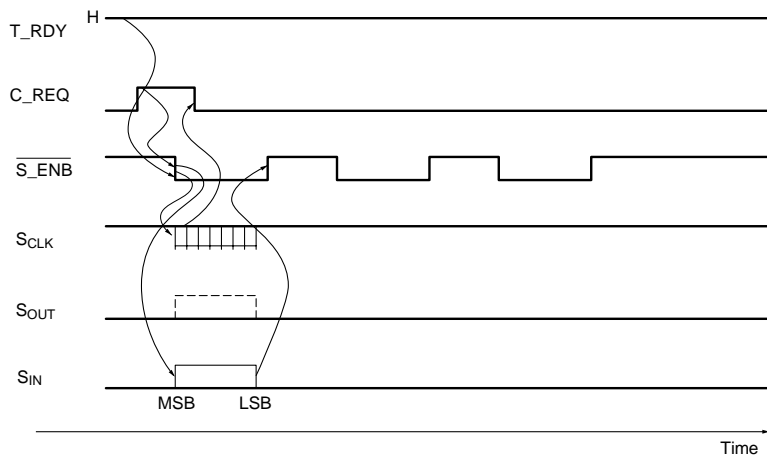 H
T_RDY
C_REQ
S_ENB
SCLK
SOUT
SIN
MSB LSB
Time